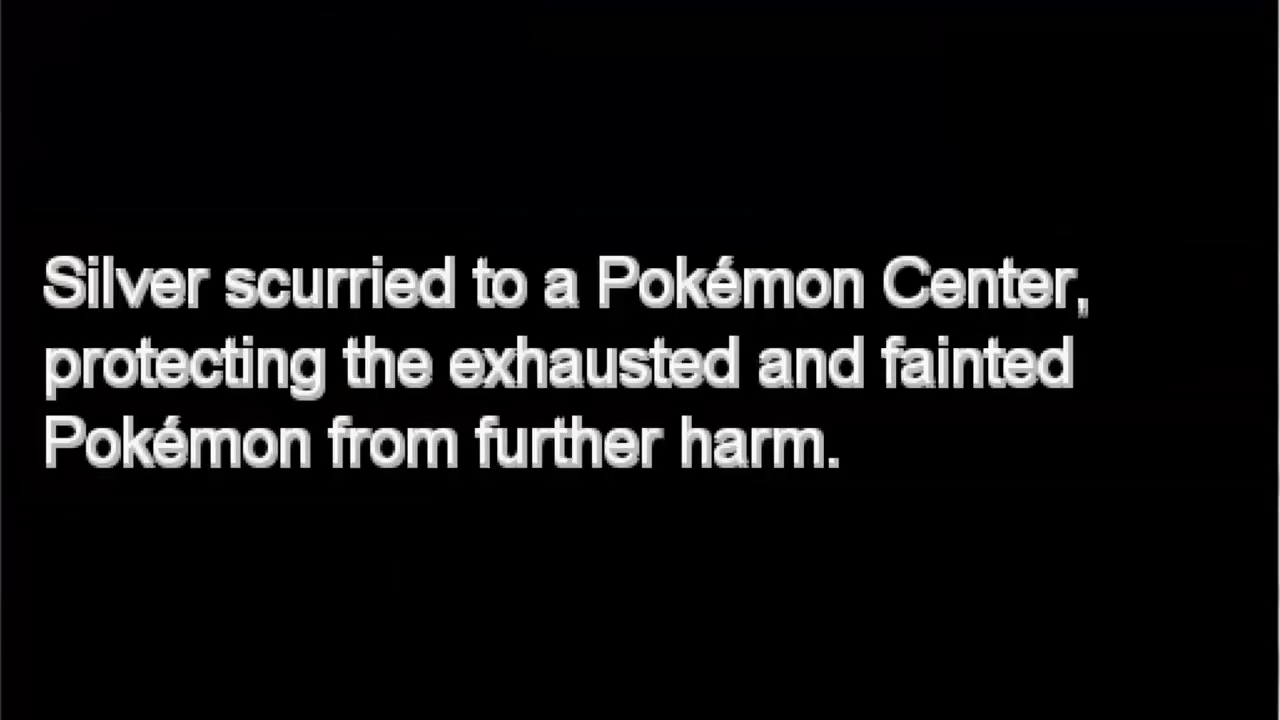 Silver scurried to a Pokémon Center,
protecting the exhausted and fainted
Pokémon from further harm.